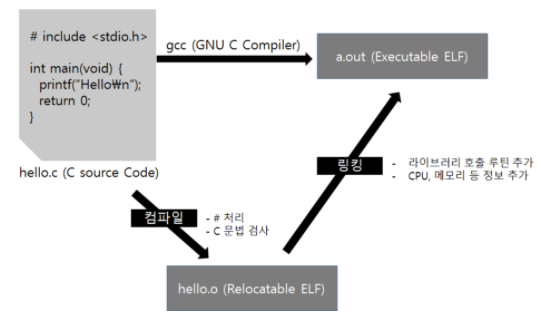 # include <stdio.h>
int main(void) {
printf("Hello₩n");
return 0;
}
hello.c (C source Code)
gcc (GNU C Compiler)
a.out (Executable ELF)
링킹
- 라이브러리 호출 루틴 추가
- CPU, 메모리 등 정보 추가
컴파일
- # 처리
- C 문법 검사
hello.o (Relocatable ELF)